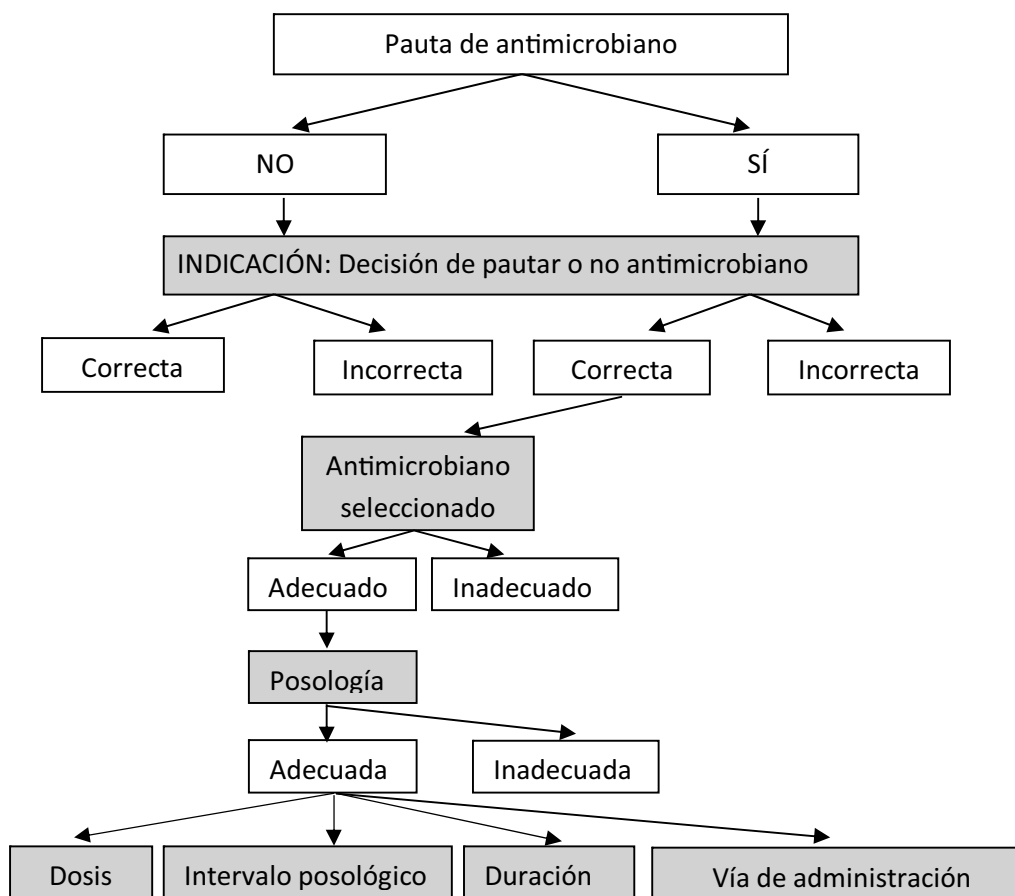 Pauta de antimicrobiano
NO
SÍ
INDICACIÓN: Decisión de pautar o no antimicrobiano
Correcta
Incorrecta
Correcta
Incorrecta
Antimicrobiano
seleccionado
Adecuado
Inadecuado
Posología
Adecuada
Inadecuada
Dosis
Intervalo posológico
Duración
Vía de administración